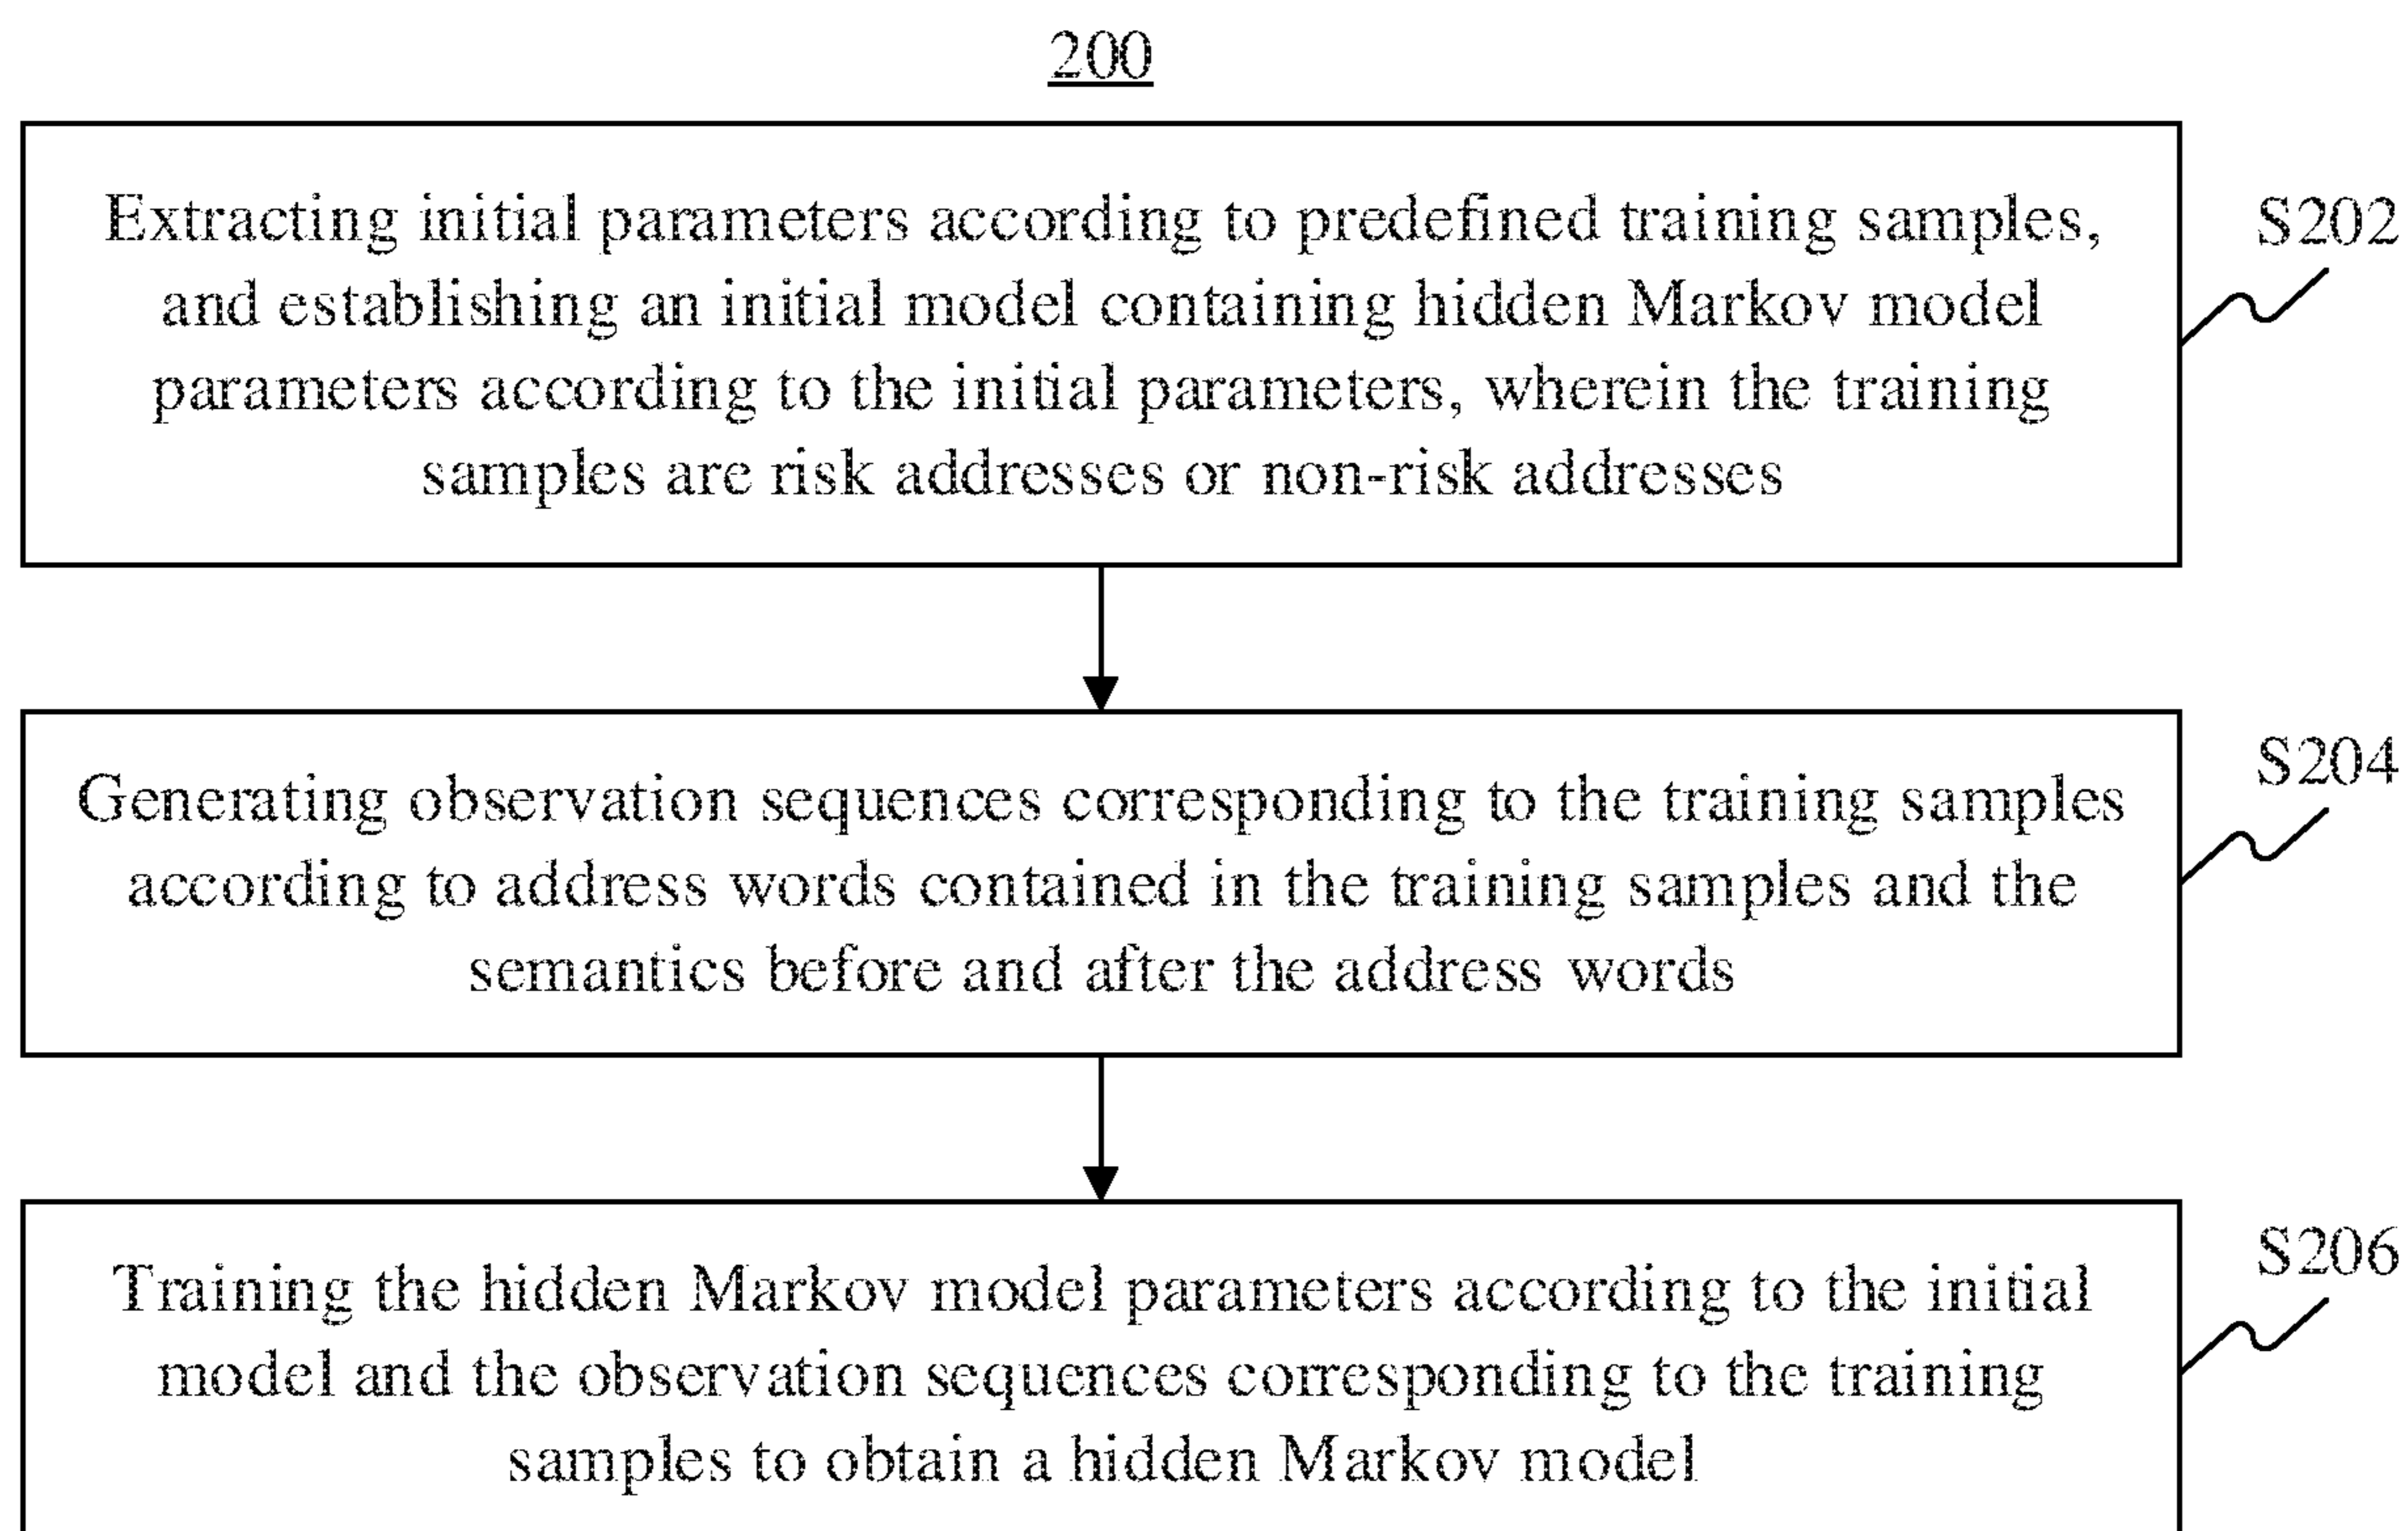 200
Extracting initial parameters according to predefined training samples,
and establishing an initial model containing hidden Markov model
parameters according to the initial parameters, wherein the training
samples are risk addresses or non-risk addresses
S202
Generating observation sequences corresponding to the training samples
according to address words contained in the training samples and the
semantics before and after the address words
S204
Training the hidden Markov model parameters according to the initial
model and the observation sequences corresponding to the training
samples to obtain a hidden Markov model
S206